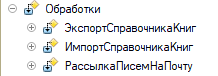 Обработки
ЭкспортСправочникаКниг
ИмпортСправочникаКниг
РассылкаПисемНаПочту